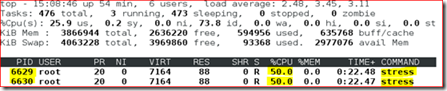 top - 15:08:46 up 54 min, 6 users, load average: 2.48, 3.45, 3.11
Tasks: 476 total, 3 running, 473 sleeping, 0 stopped, 0 zombie
%Cpu(s): 25.9 us, 0.2 sy, 0.0 ni, 73.8 id, 0.0 wa, 0.0 hi, 0.0 si, 0.0 st
KiB Mem : 3866944 total, 2636220 free, 594956 used, 635768 buff/cache
KiB Swap: 4063228 total, 3969860 free, 93368 used. 2977076 avail Mem
PID USER PR NI VIRT RES SHR S %CPU %MEM TIME+ COMMAND
6629 root 20 0 7164 88 0 R 50.0 0.0 0:22.48 stress
6630 root 20 0 7164 88 0 R 50.0 0.0 0:22.47 stress